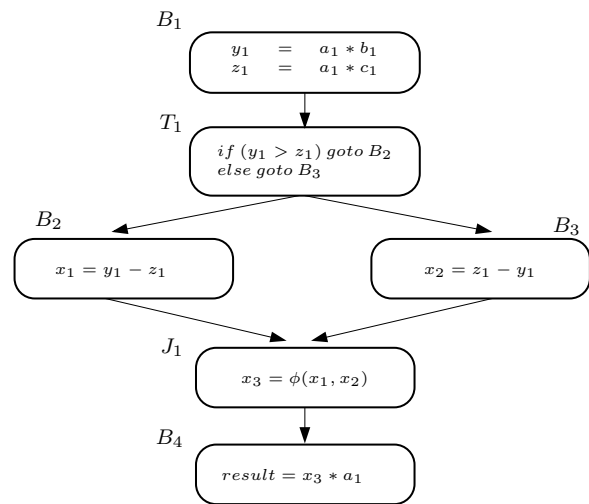 B₁
y₁ = a₁ * b₁
z₁ = a₁ * c₁
T₁
if (y₁ > z₁) goto B₂
else goto B₃
B₂
x₁ = y₁ − z₁
B₃
x₂ = z₁ − y₁
J₁
x₃ = ϕ(x₁, x₂)
B₄
result = x₃ * a₁